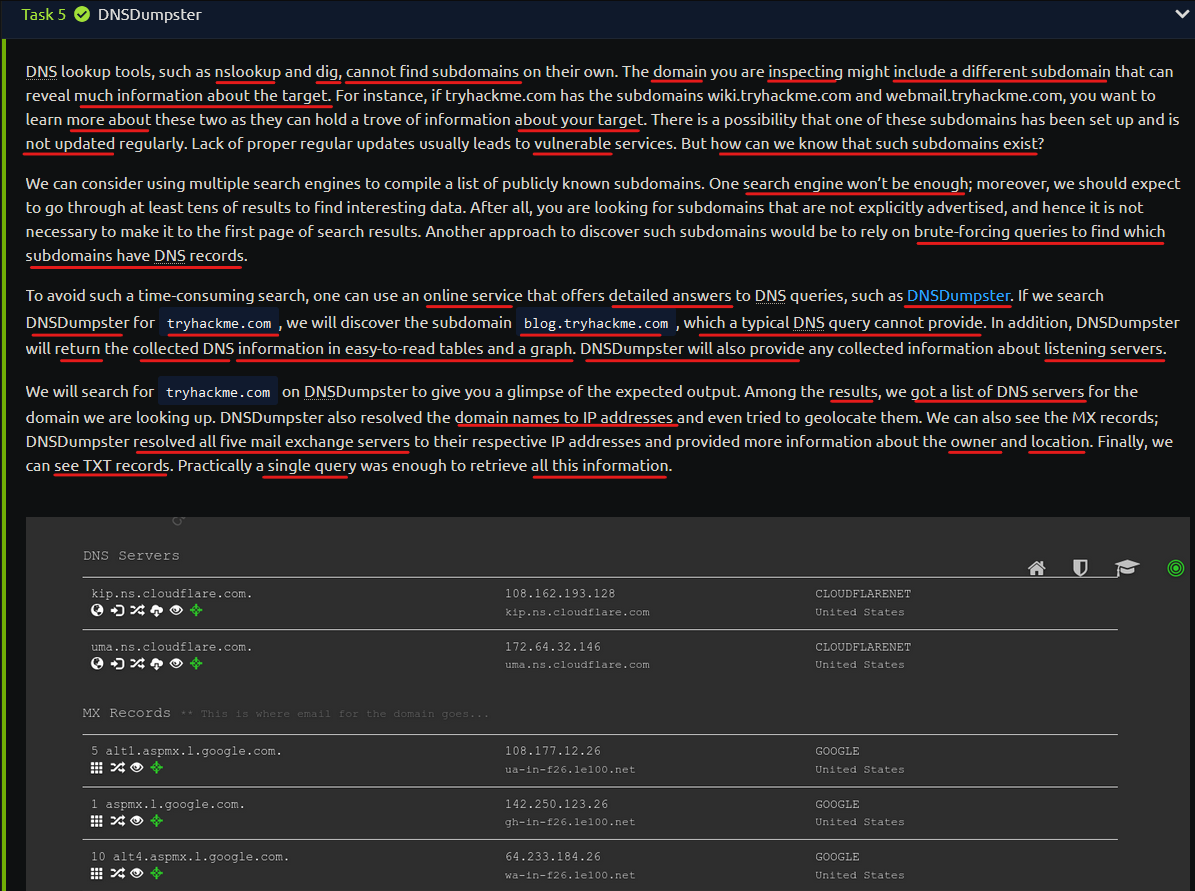 Task 5 DNSDumpster
DNS lookup tools, such as nslookup and dig, cannot find subdomains on their own. The domain you are inspecting might include a different subdomain that can
reveal much information about the target. For instance, if tryhackme.com has the subdomains wiki.tryhackme.com and webmail.tryhackme.com, you want to
learn more about these two as they can hold a trove of information about your target. There is a possibility that one of these subdomains has been set up and is
not updated regularly. Lack of proper regular updates usually leads to vulnerable services. But how can we know that such subdomains exist?
We can consider using multiple search engines to compile a list of publicly known subdomains. One search engine won't be enough; moreover, we should expect
to go through at least tens of results to find interesting data. After all, you are looking for subdomains that are not explicitly advertised, and hence it is not
necessary to make it to the first page of search results. Another approach to discover such subdomains would be to rely on brute-forcing queries to find which
subdomains have DNS records.
To avoid such a time-consuming search, one can use an online service that offers detailed answers to DNS queries, such as DNSDumpster. If we search
DNSDumpster for tryhackme.com, we will discover the subdomain blog.tryhackme.com, which a typical DNS query cannot provide. In addition, DNSDumpster
will return the collected DNS information in easy-to-read tables and a graph. DNSDumpster will also provide any collected information about listening servers.
We will search for tryhackme.com on DNSDumpster to give you a glimpse of the expected output. Among the results, we got a list of DNS servers for the
domain we are looking up. DNSDumpster also resolved the domain names to IP addresses and even tried to geolocate them. We can also see the MX records;
DNSDumpster resolved all five mail exchange servers to their respective IP addresses and provided more information about the owner and location. Finally, we
can see TXT records. Practically a single query was enough to retrieve all this information.
DNS Servers
kip.ns.cloudflare.com. 108.162.193.128 CLOUDFLARENET
kip.ns.cloudflare.com United States
uma.ns.cloudflare.com. 172.64.32.146 CLOUDFLARENET
uma.ns.cloudflare.com United States
MX Records ** This is where email for the domain goes...
5 alt1.aspmx.l.google.com. 108.177.12.26 GOOGLE
ua-in-f26.1e100.net United States
1 aspmx.l.google.com. 142.250.123.26 GOOGLE
gh-in-f26.1e100.net United States
10 alt4.aspmx.l.google.com. 64.233.184.26 GOOGLE
wa-in-f26.1e100.net United States